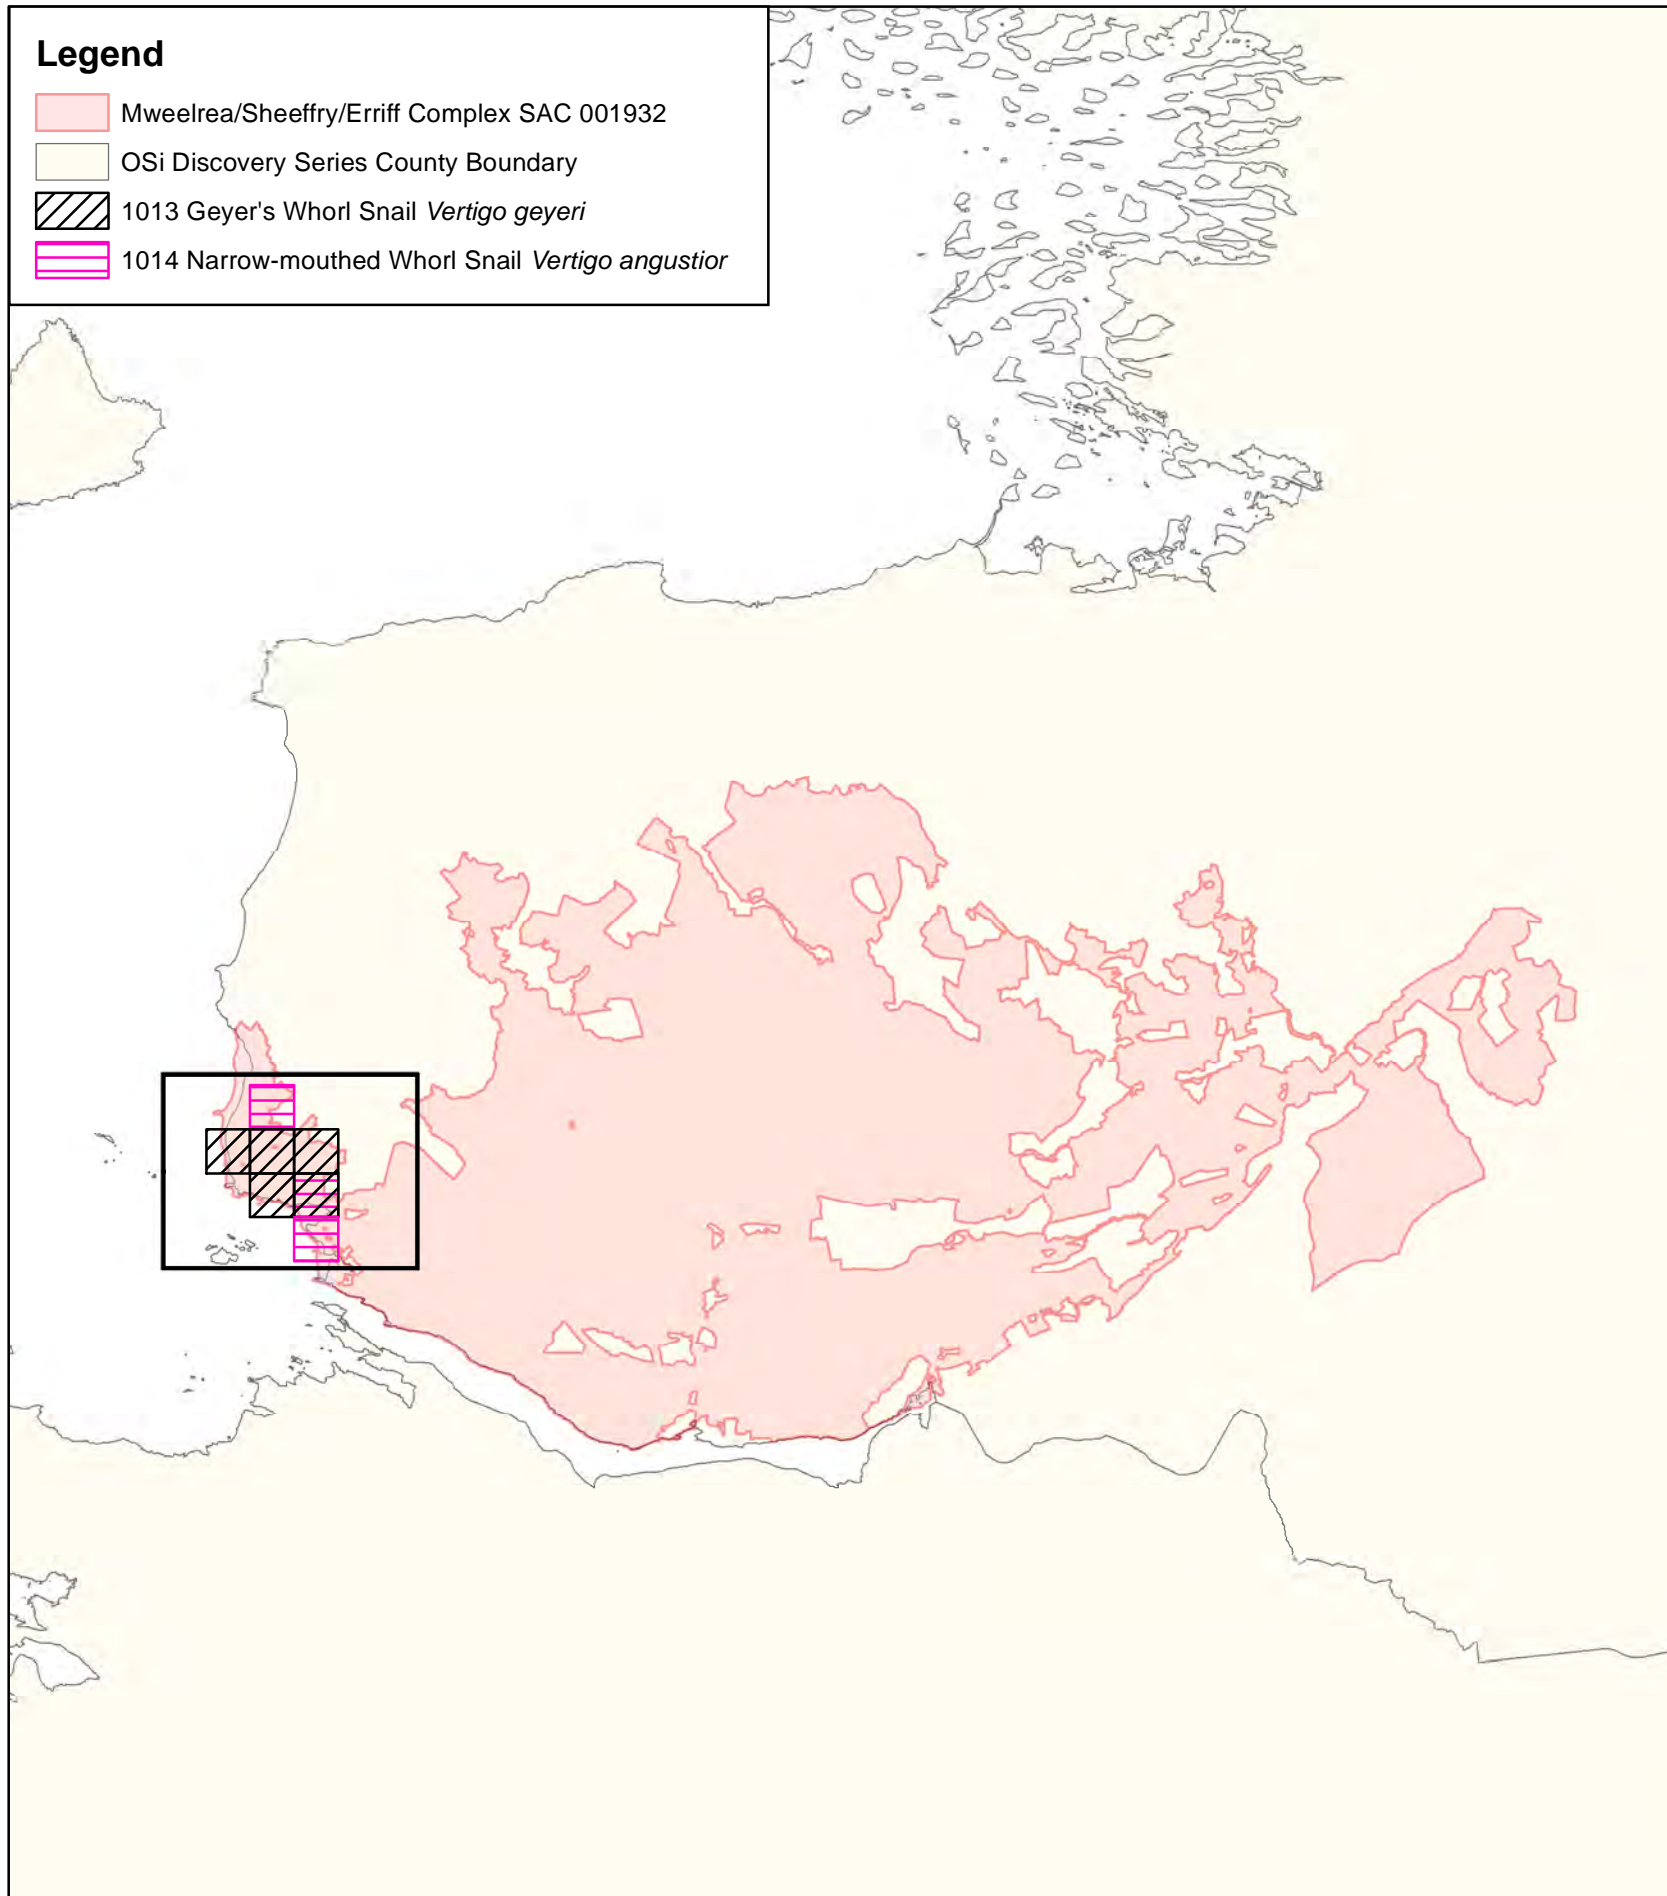 Legend
Mweelrea/Sheeffry/Erriff Complex SAC 001932
OSi Discovery Series County Boundary
1013 Geyer's Whorl Snail Vertigo geyeri
1014 Narrow-mouthed Whorl Snail Vertigo angustior